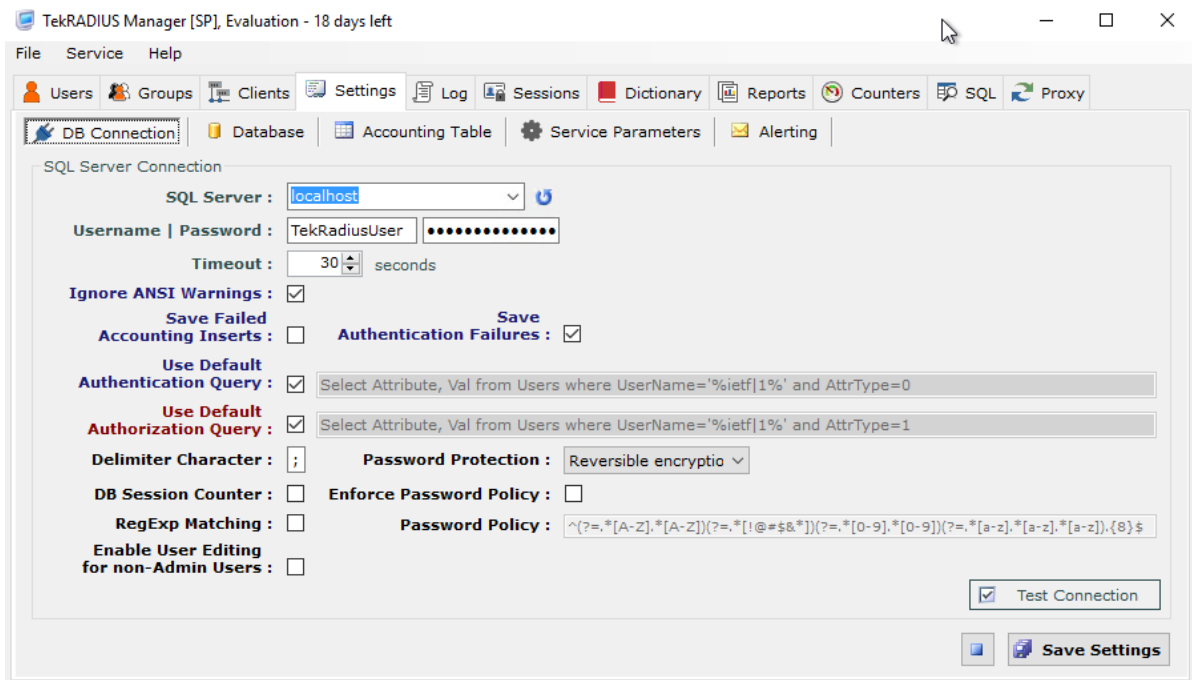 TekRADIUS Manager [SP], Evaluation - 18 days left
File Service Help
Users Groups Clients Settings Log Sessions Dictionary Reports Counters SQL Proxy
DB Connection Database Accounting Table Service Parameters Alerting
SQL Server Connection
SQL Server : localhost
Username | Password : TekRadiusUser ●●●●●●●●●●●●●●
Timeout : 30 seconds
Ignore ANSI Warnings :
Save Failed
Accounting Inserts :
Save
Authentication Failures :
Use Default
Authentication Query : Select Attribute, Val from Users where UserName='%ietf|1%' and AttrType=0
Use Default
Authorization Query : Select Attribute, Val from Users where UserName='%ietf|1%' and AttrType=1
Delimiter Character : ; Password Protection : Reversible encryptio
DB Session Counter : Enforce Password Policy :
RegExp Matching : Password Policy : ^(?=.*[A-Z].*[A-Z])(?=.*[!@#$&*])(?=.*[0-9].*[0-9])(?=.*[a-z].*[a-z].*[a-z]).{8}$
Enable User Editing
for non-Admin Users :
Test Connection
Save Settings